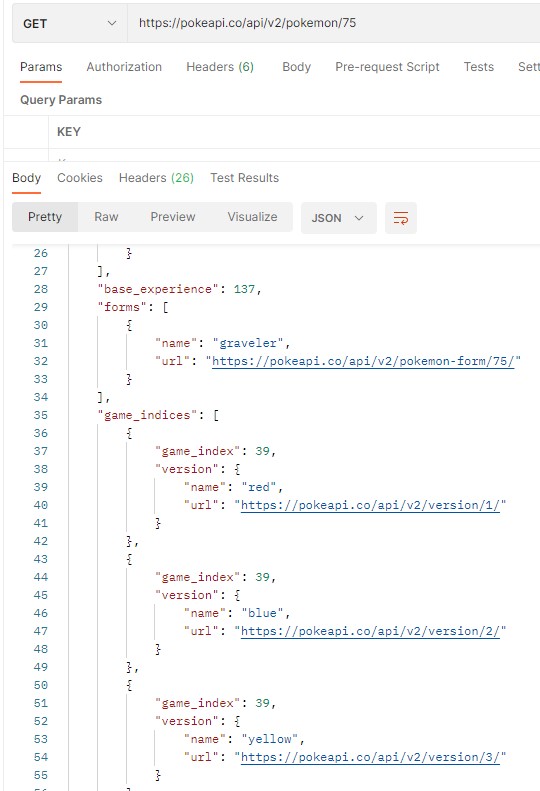 GET https://pokeapi.co/api/v2/pokemon/75
Params Authorization Headers (6) Body Pre-request Script Tests Sett
Query Params
KEY
Body Cookies Headers (26) Test Results
Pretty Raw Preview Visualize JSON
26 }
27 ],
28 "base_experience": 137,
29 "forms": [
30 {
31 "name": "graveler",
32 "url": "https://pokeapi.co/api/v2/pokemon-form/75/"
33 }
34 ],
35 "game_indices": [
36 {
37 "game_index": 39,
38 "version": {
39 "name": "red",
40 "url": "https://pokeapi.co/api/v2/version/1/"
41 }
42 },
43 {
44 "game_index": 39,
45 "version": {
46 "name": "blue",
47 "url": "https://pokeapi.co/api/v2/version/2/"
48 }
49 },
50 {
51 "game_index": 39,
52 "version": {
53 "name": "yellow",
54 "url": "https://pokeapi.co/api/v2/version/3/"
55 }